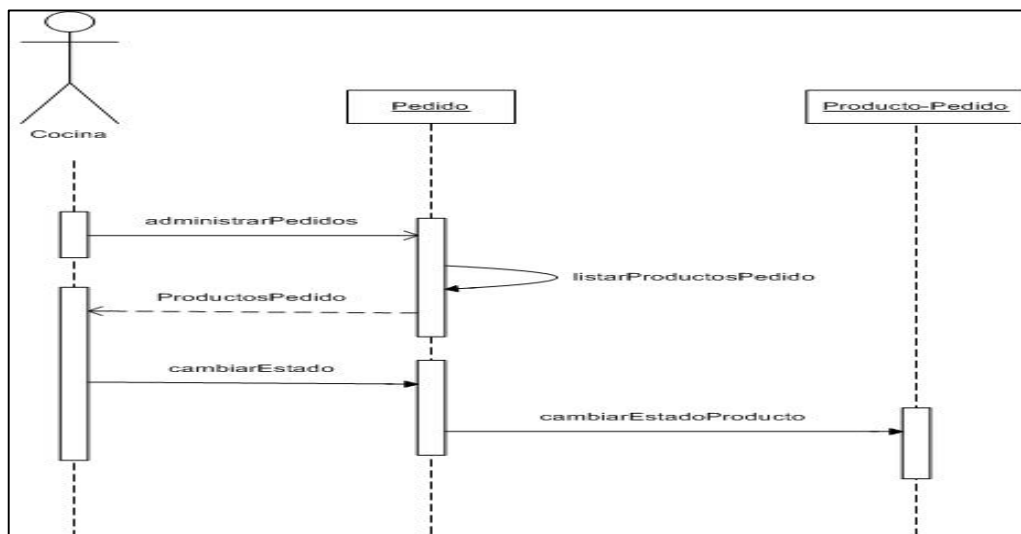 Pedido
Producto-Pedido
Cocina
administrarPedidos
listarProductosPedido
ProductosPedido
cambiarEstado
cambiarEstadoProducto